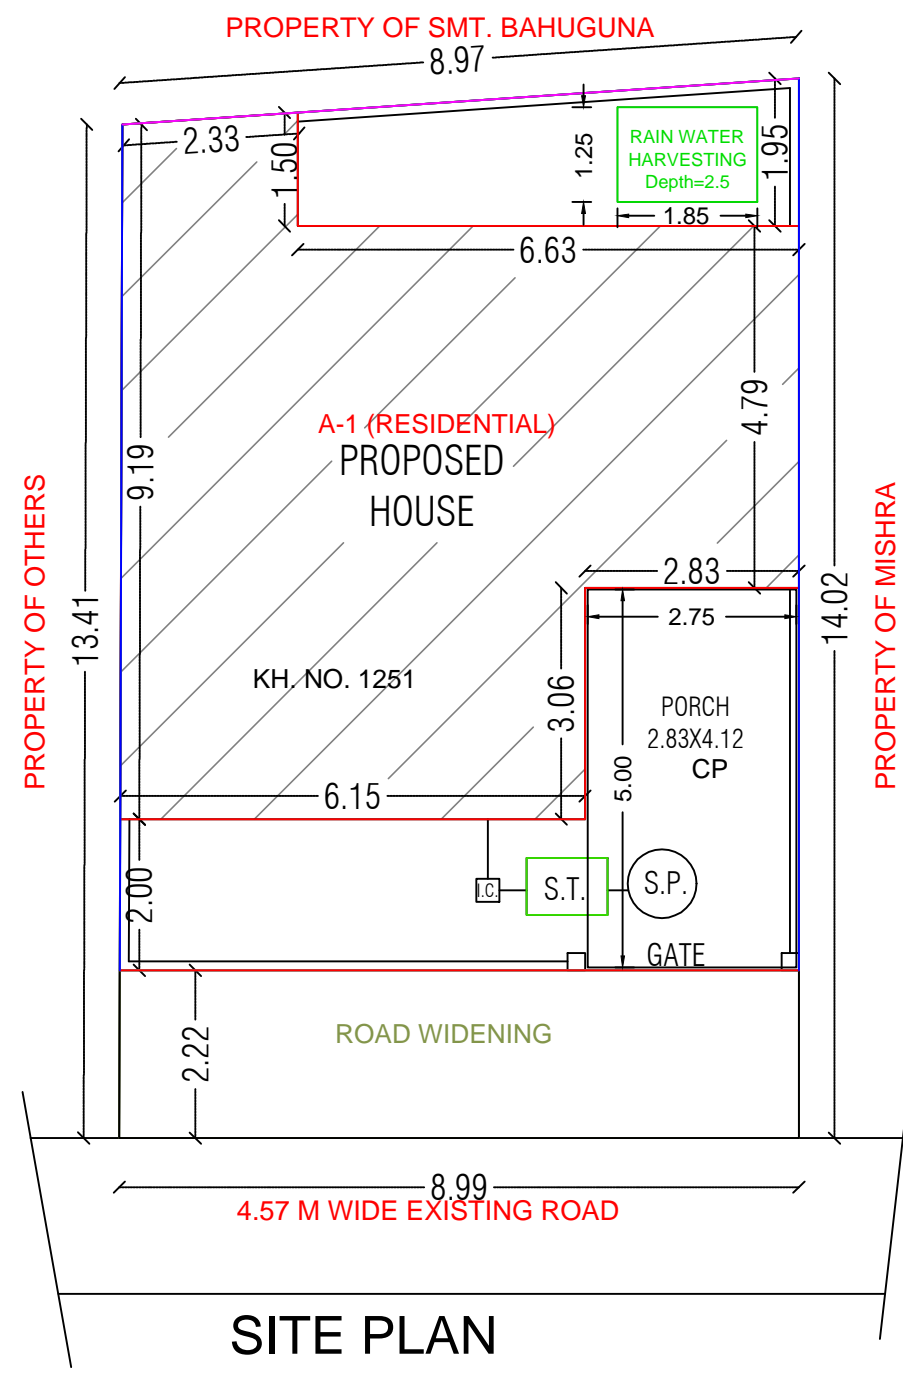 PROPERTY OF SMT. BAHUGUNA
8.97
2.33
1.50
1.25
RAIN WATER
HARVESTING
Depth=2.5
1.95
1.85
6.63
4.79
A-1 (RESIDENTIAL)
PROPOSED
HOUSE
9.19
PROPERTY OF OTHERS
13.41
2.83
2.75
14.02
PROPERTY OF MISHRA
KH. NO. 1251
3.06
PORCH
2.83X4.12
CP
5.00
6.15
2.00
I.C.
S.T.
S.P.
GATE
2.22
ROAD WIDENING
8.99
4.57 M WIDE EXISTING ROAD
SITE PLAN